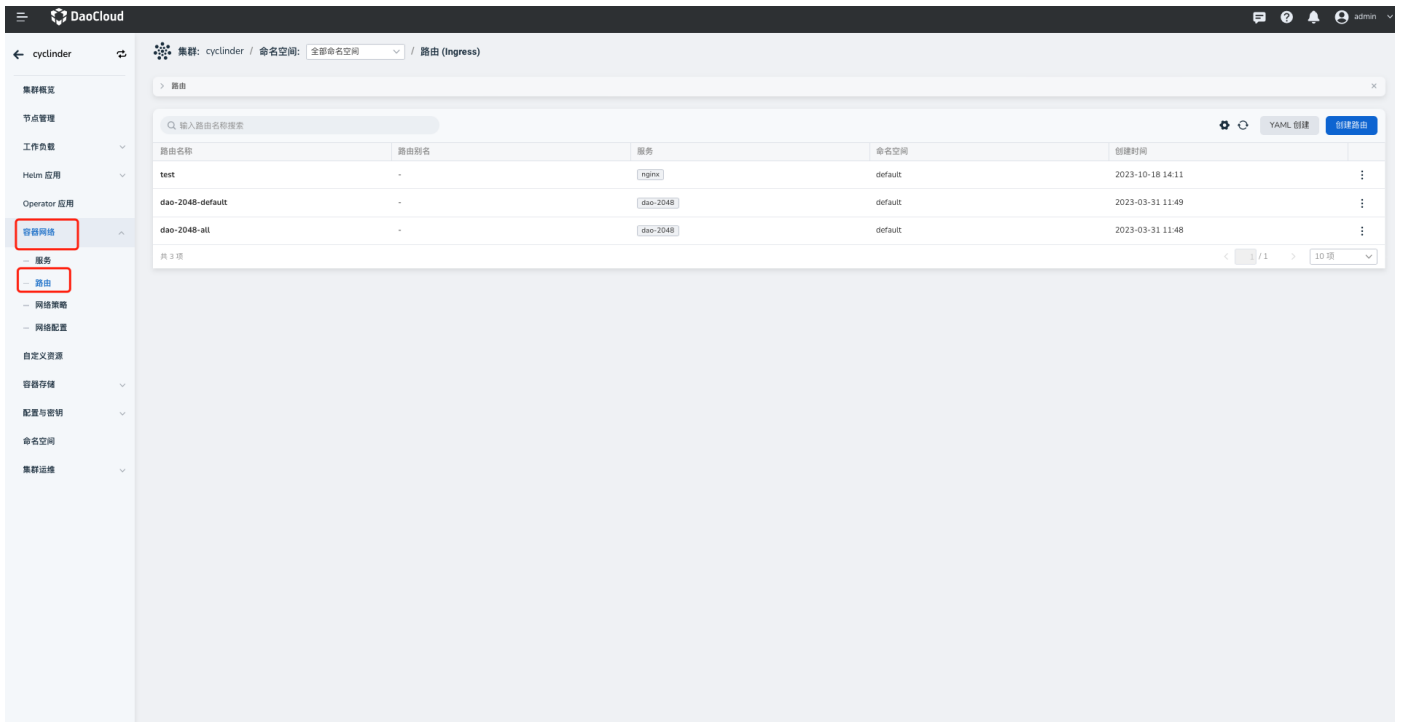 DaoCloud
admin
cyclinder
集群: cyclinder / 命名空间: 全部命名空间 / 路由 (Ingress)
集群概览
节点管理
工作负载
Helm 应用
Operator 应用
容器网络
服务
路由
网络策略
网络配置
自定义资源
容器存储
配置与密钥
命名空间
集群运维
路由
输入路由名称搜索
YAML 创建
创建路由
路由名称 路由别名 服务 命名空间 创建时间
test - nginx default 2023-10-18 14:11
dao-2048-default - dao-2048 default 2023-03-31 11:49
dao-2048-all - dao-2048 default 2023-03-31 11:48
共 3 项
1 / 1
10 项